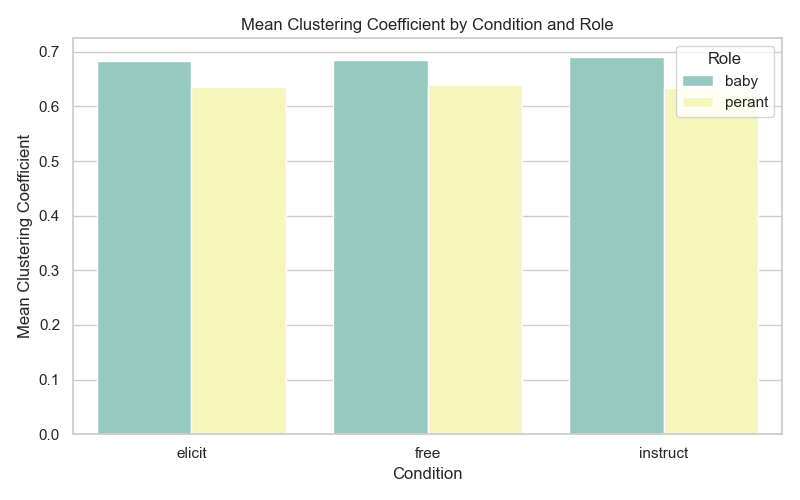 Mean Clustering Coefficient by Condition and Role
Role
baby
perant
0.7
0.6
0.5
0.4
0.3
0.2
0.1
0.0
Mean Clustering Coefficient
elicit
free
instruct
Condition